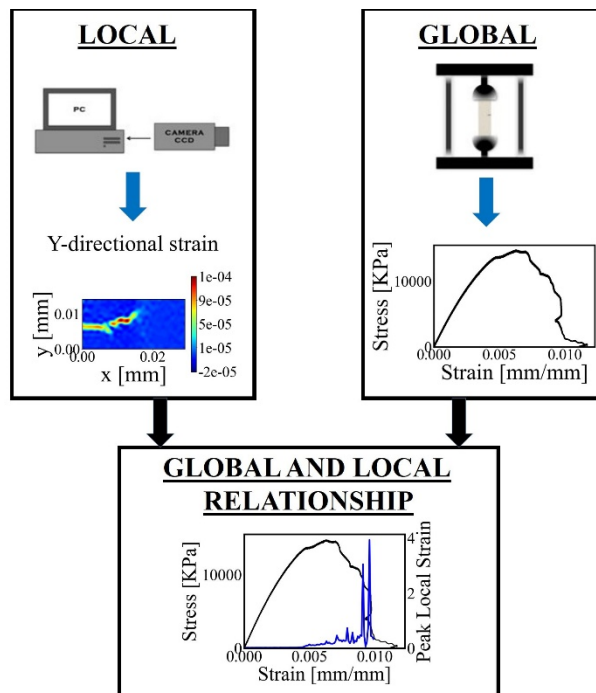 LOCAL
PC
CAMERA
CCD
Y-directional strain
y [mm]
0.01
0.00
0.00
0.02
x [mm]
1e-04
9e-05
5e-05
1e-05
-2e-05
GLOBAL
Stress [KPa]
10000
0
0.000
0.005
0.010
Strain [mm/mm]
GLOBAL AND LOCAL
RELATIONSHIP
Stress [KPa]
10000
0
0.000
0.005
0.010
Strain [mm/mm]
4
2
0
Peak Local Strain